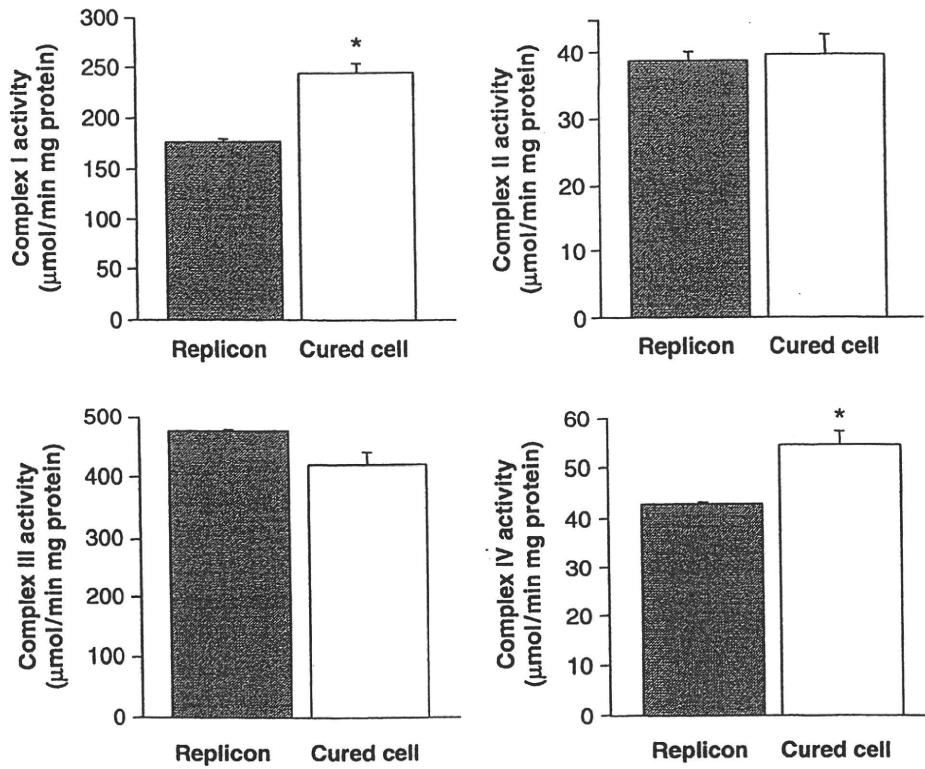 Complex I activity
(μmol/min mg protein)
300
250
200
150
100
50
0
*
Replicon
Cured cell
Complex II activity
(μmol/min mg protein)
40
30
20
10
0
Replicon
Cured cell
Complex III activity
(μmol/min mg protein)
500
400
300
200
100
0
Replicon
Cured cell
Complex IV activity
(μmol/min mg protein)
60
50
40
30
20
10
0
*
Replicon
Cured cell